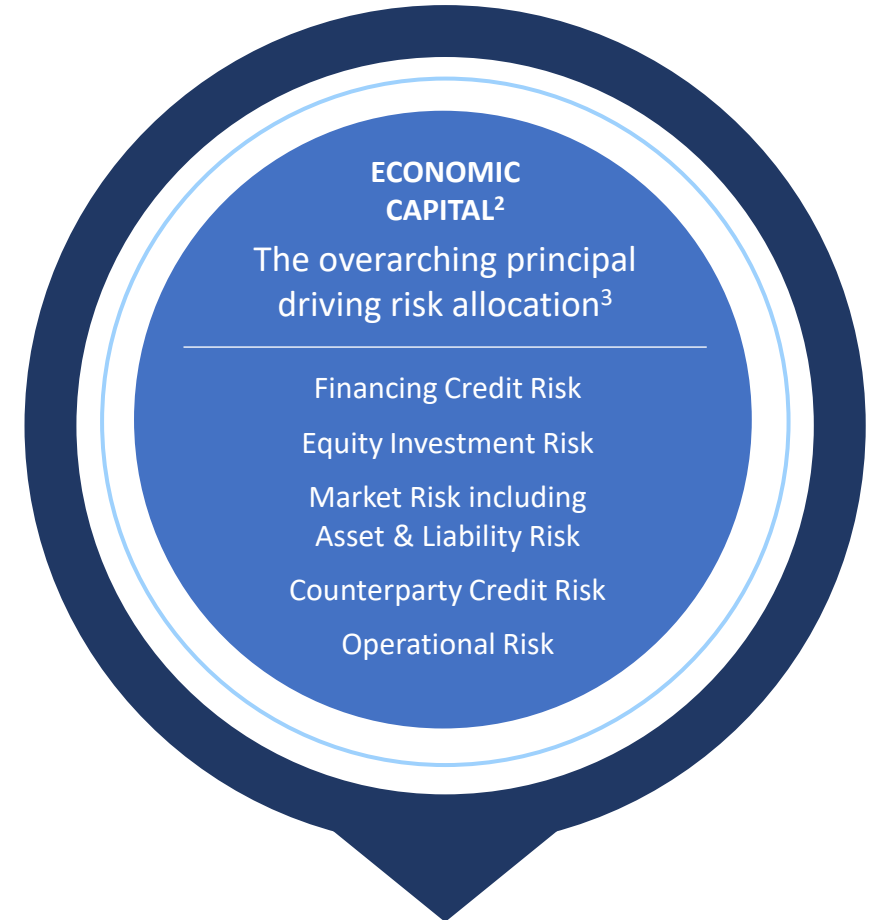 ECONOMIC
CAPITAL²
The overarching principal
driving risk allocation³
Financing Credit Risk
Equity Investment Risk
Market Risk including
Asset & Liability Risk
Counterparty Credit Risk
Operational Risk